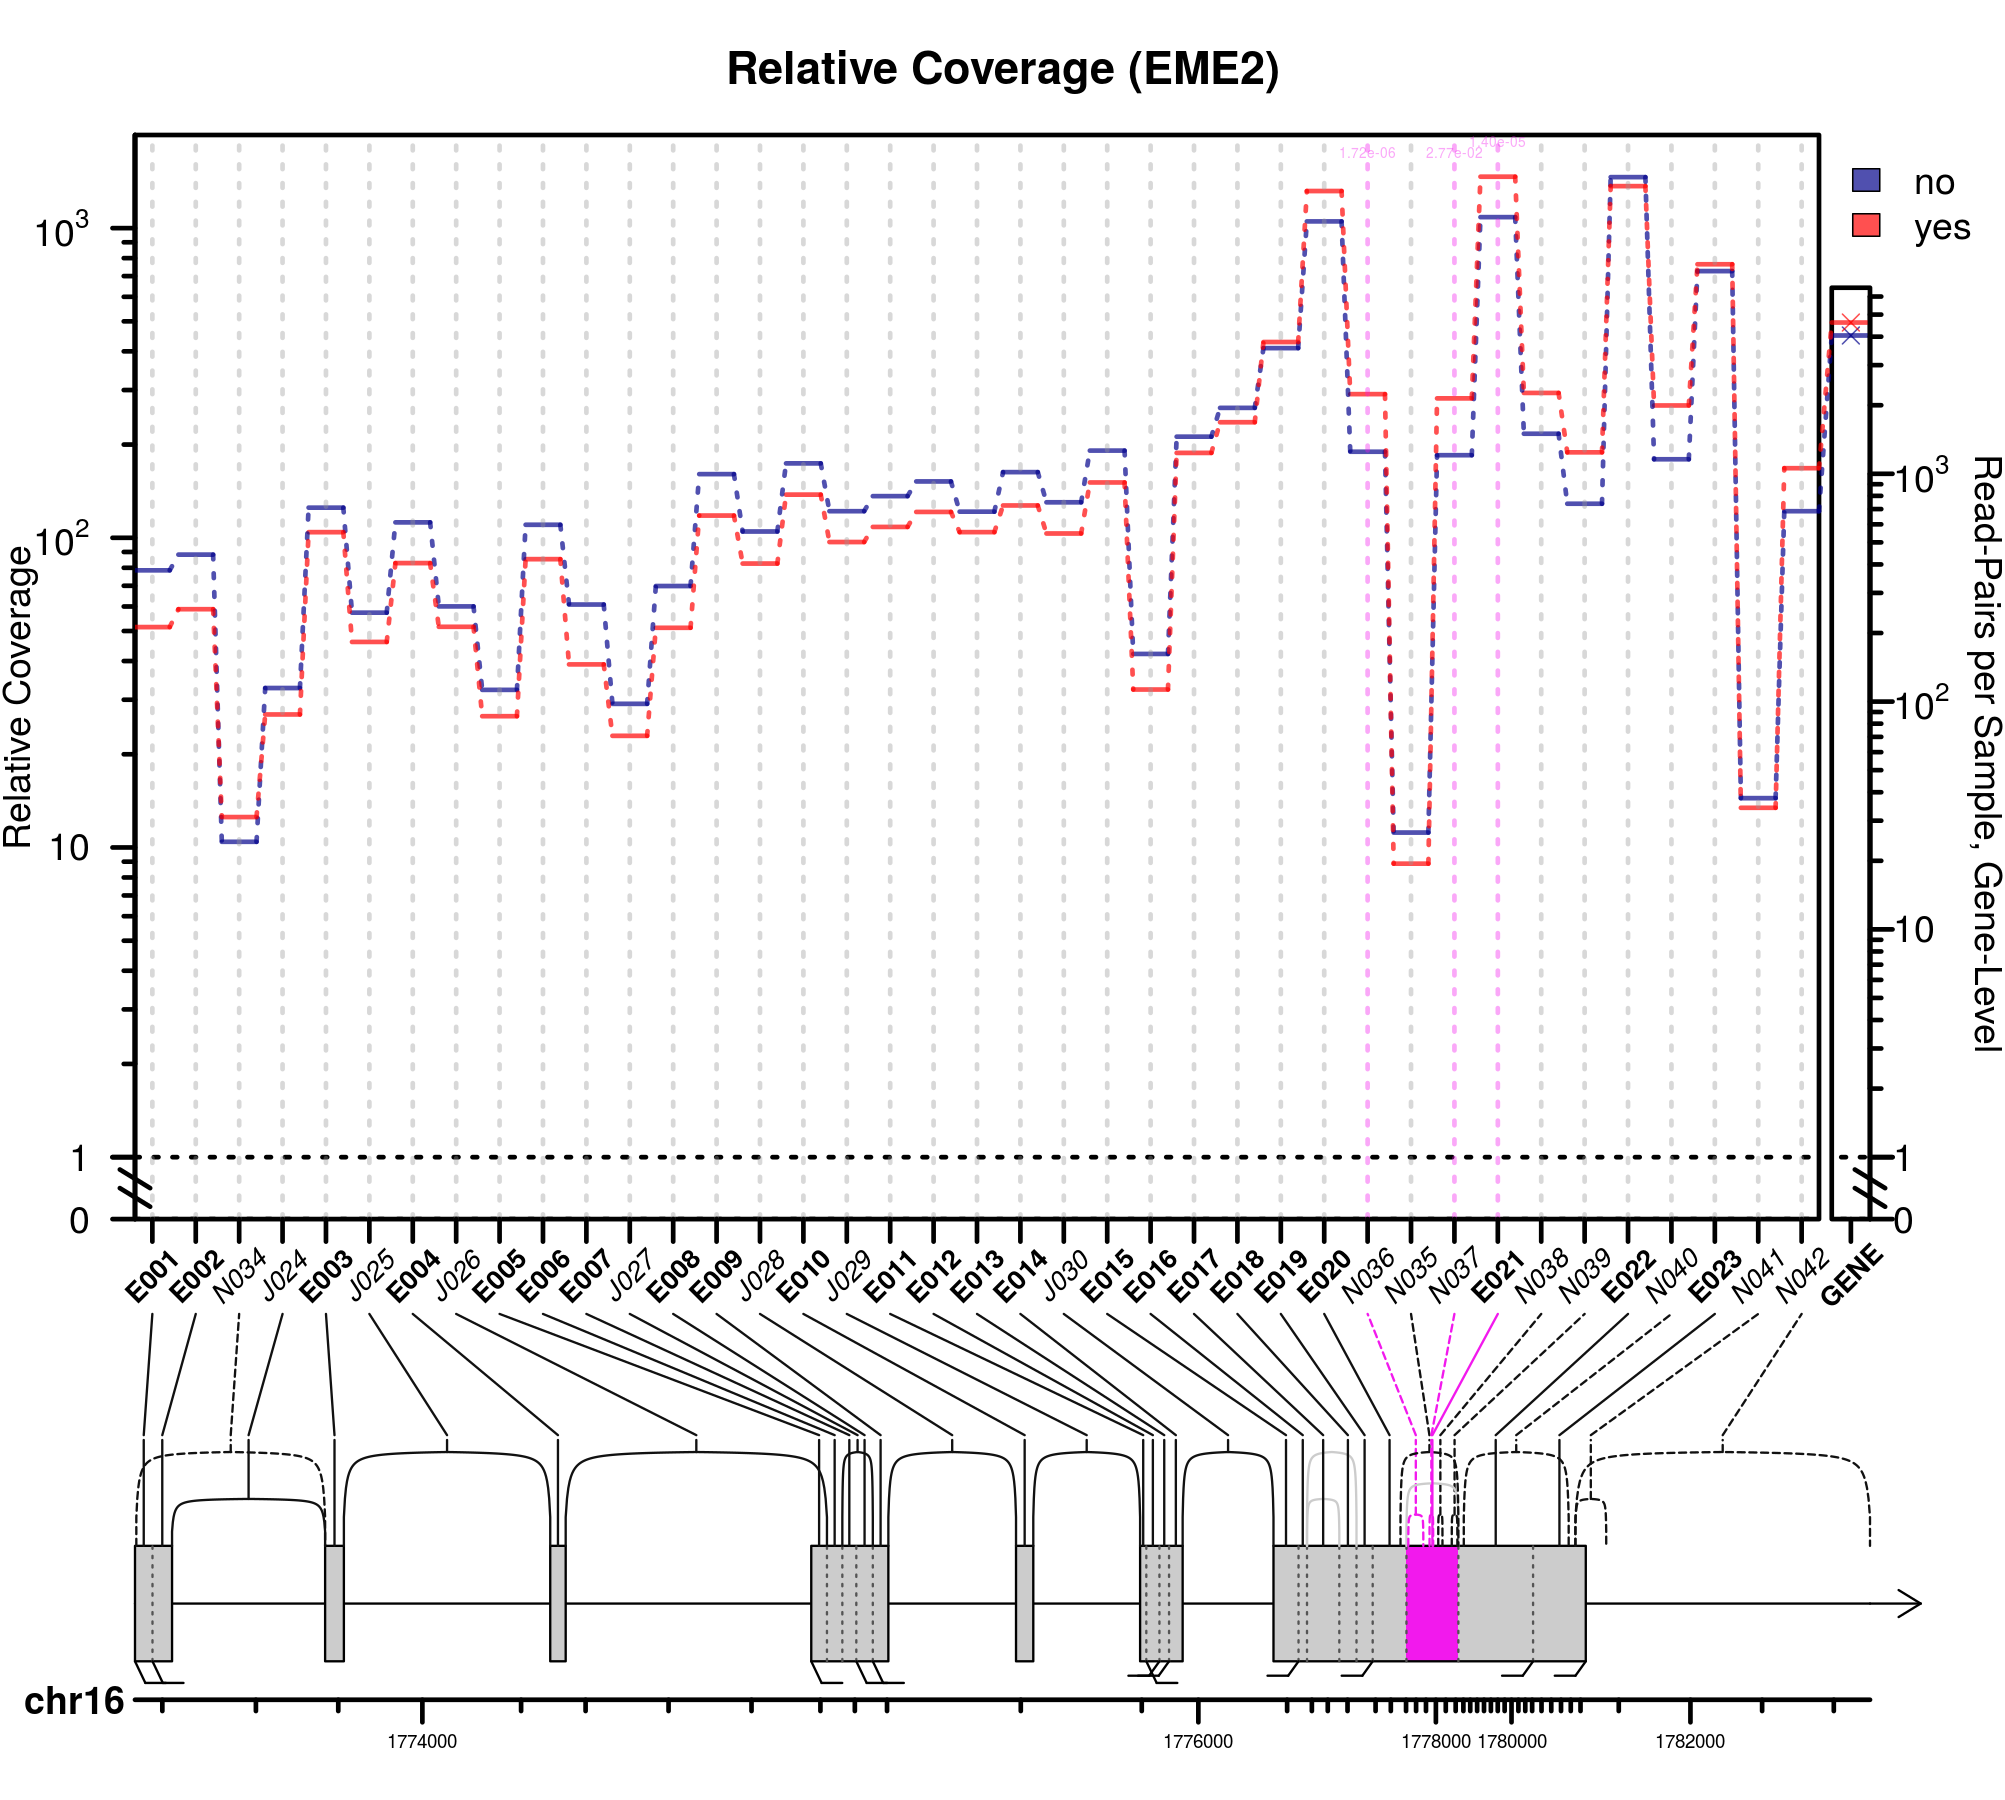 Relative Coverage (EME2)
1.40e-05
1.72e-06 2.77e-02
no
yes
10³
10²
10
1
0
Relative Coverage
10³
10²
10
1
0
Read-Pairs per Sample, Gene-Level
E001 E002 N034 J024 E003 J025 E004 J026 E005 E006 E007 J027 E008 E009 J028 E010 J029 E011 E012 E013 E014 J030 E015 E016 E017 E018 E019 E020 N036 N035 N037 E021 N038 N039 E022 N040 E023 N041 N042 GENE
chr16
1774000 1776000 1778000 1780000 1782000